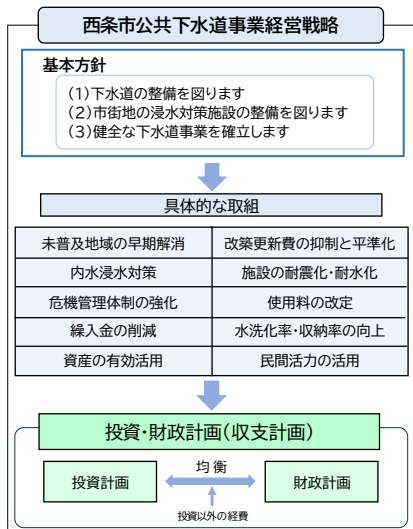 西条市公共下水道事業経営戦略
基本方針
(1)下水道の整備を図ります
(2)市街地の浸水対策施設の整備を図ります
(3)健全な下水道事業を確立します
具体的な取組
未普及地域の早期解消 改築更新費の抑制と平準化
内水浸水対策 施設の耐震化・耐水化
危機管理体制の強化 使用料の改定
繰入金の削減 水洗化率・収納率の向上
資産の有効活用 民間活力の活用
投資・財政計画(収支計画)
均 衡
投資計画 財政計画
投資以外の経費